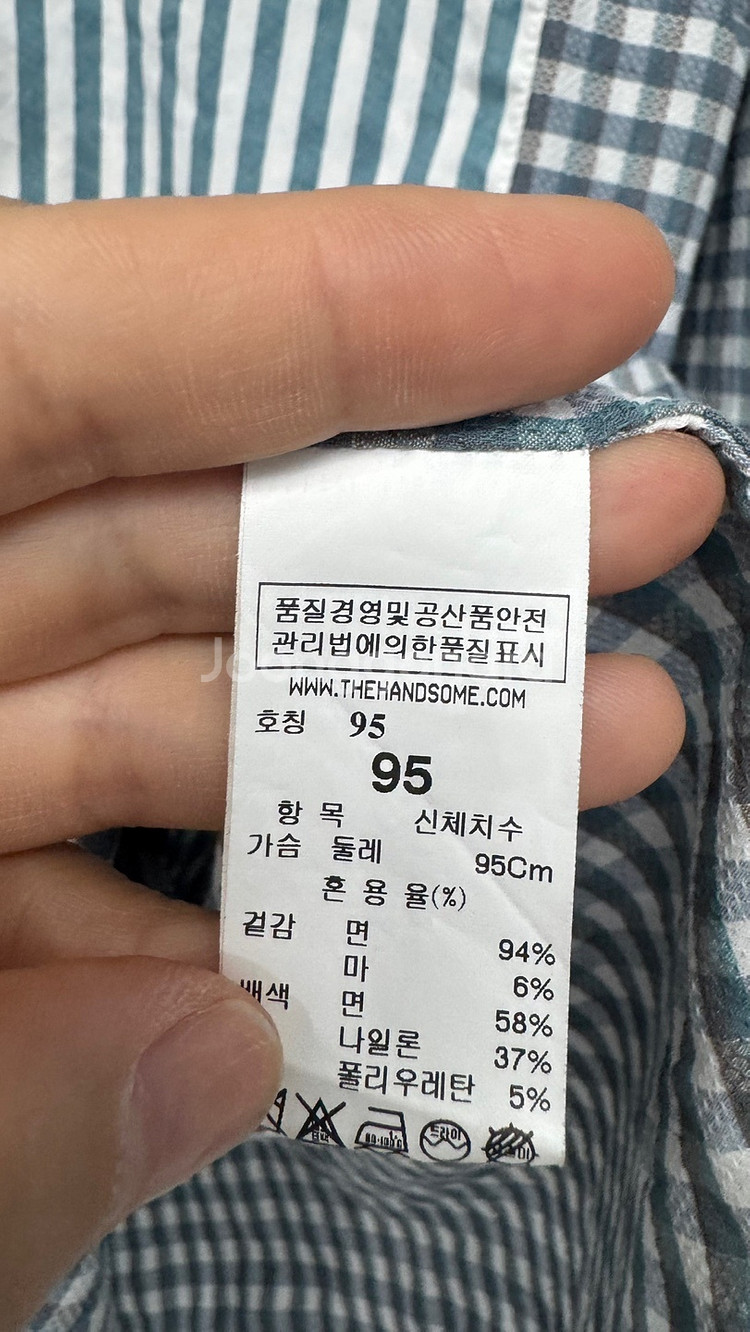 품질경영및공산품안전
관리법에의한품질표시
WWW.THEHANDSOME.COM
호칭 95
95
항 목 신체치수
가슴 둘레 95Cm
혼 용 율(%)
겉감 면 94%
마 6%
배색 면 58%
나일론 37%
폴리우레탄 5%
드라이